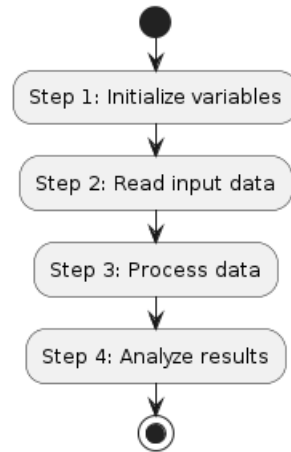 Step 1: Initialize variables
Step 2: Read input data
Step 3: Process data
Step 4: Analyze results